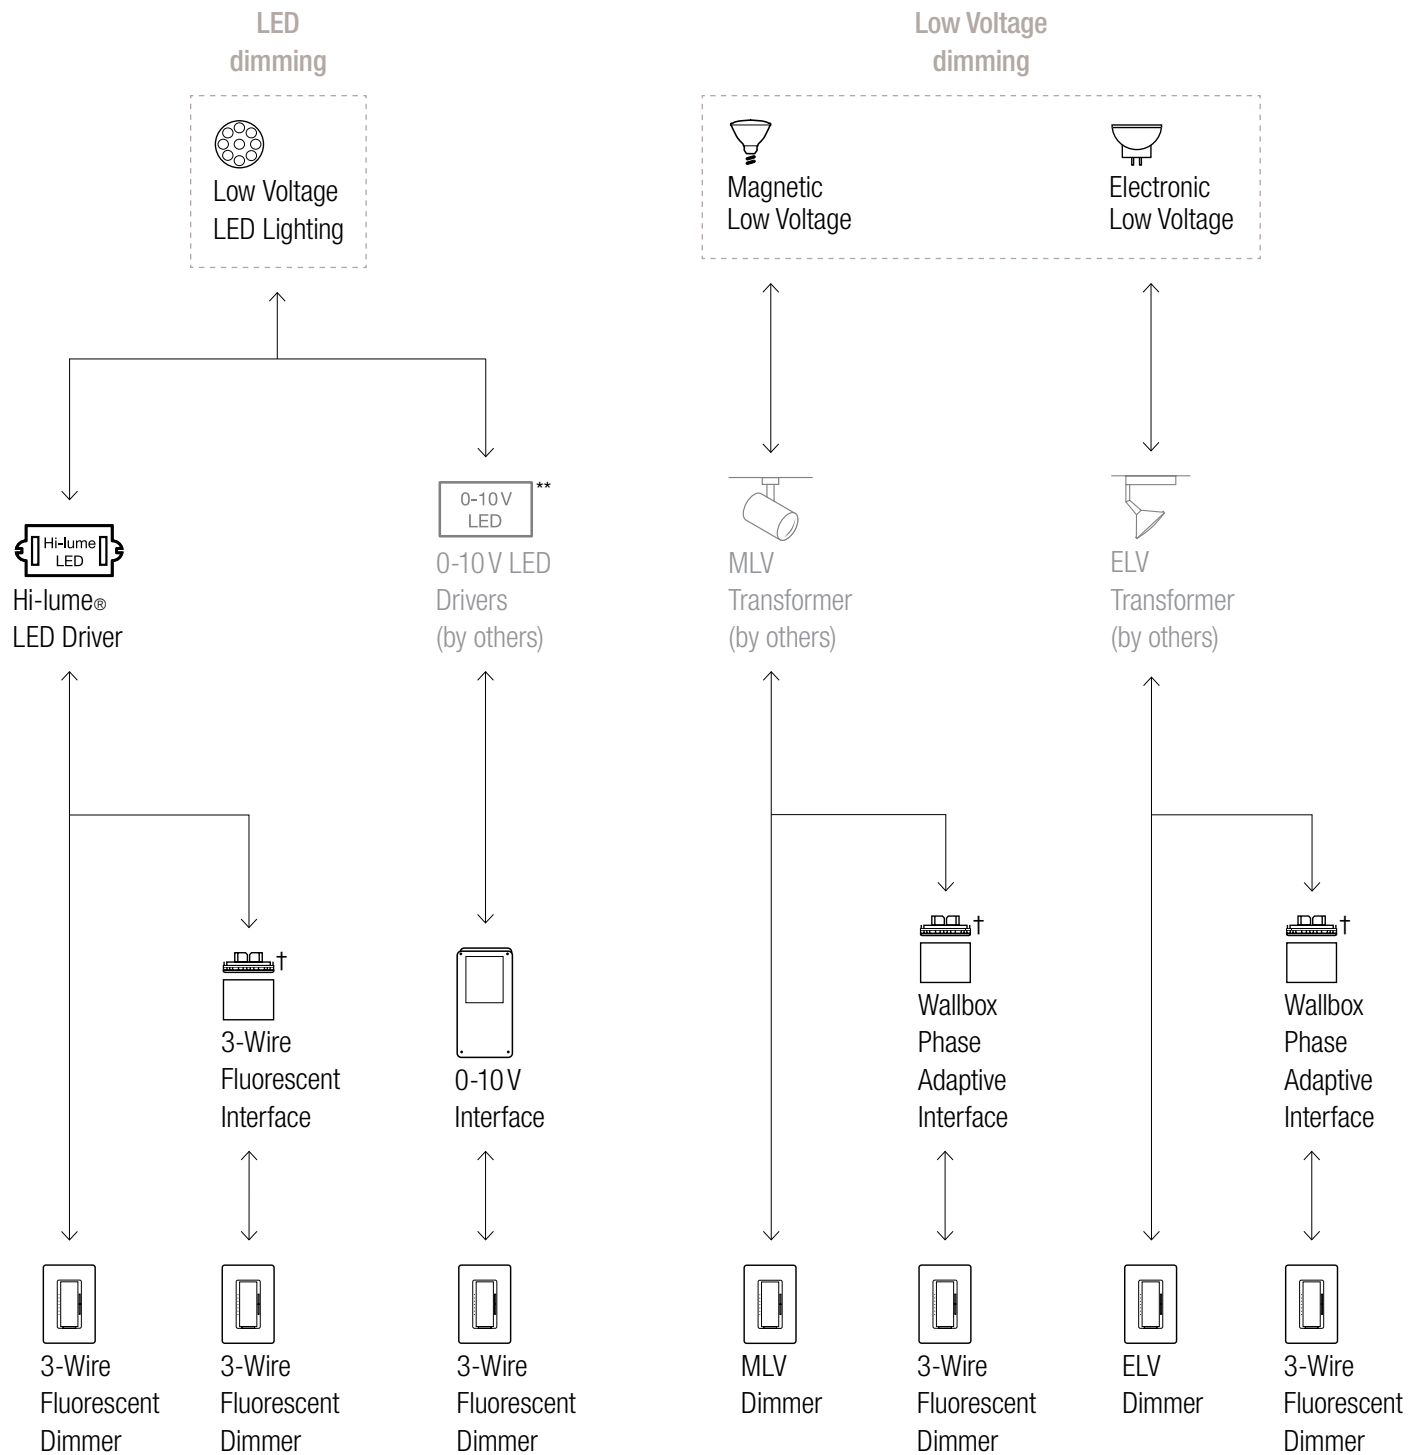 LED
dimming
Low Voltage
dimming
Low Voltage
LED Lighting
Magnetic
Low Voltage
Electronic
Low Voltage
Hi-lume
LED
Hi-lume®
LED Driver
0-10 V
LED
**
0-10 V LED
Drivers
(by others)
MLV
Transformer
(by others)
ELV
Transformer
(by others)
†
3-Wire
Fluorescent
Interface
0-10 V
Interface
†
Wallbox
Phase
Adaptive
Interface
†
Wallbox
Phase
Adaptive
Interface
3-Wire
Fluorescent
Dimmer
3-Wire
Fluorescent
Dimmer
3-Wire
Fluorescent
Dimmer
MLV
Dimmer
3-Wire
Fluorescent
Dimmer
ELV
Dimmer
3-Wire
Fluorescent
Dimmer